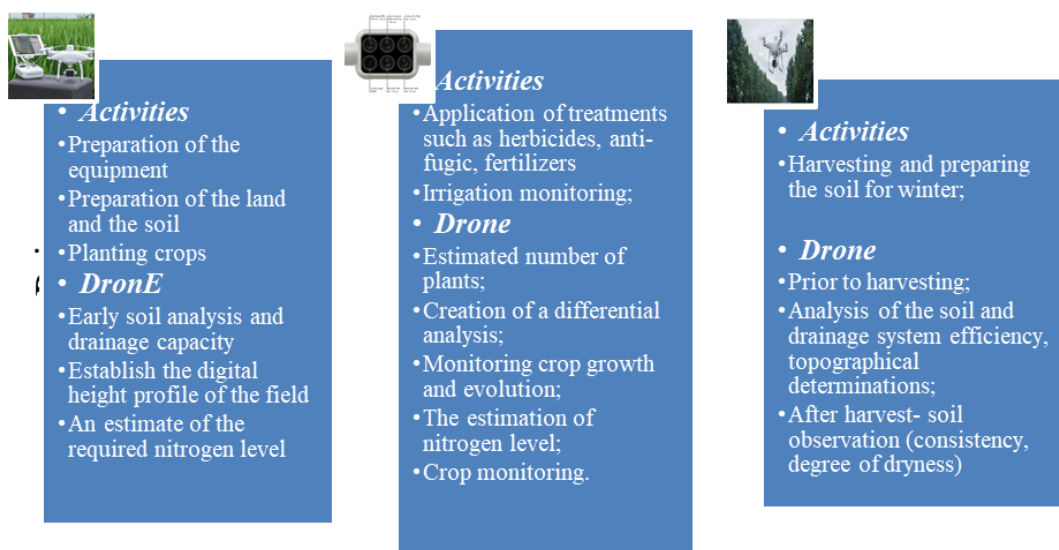 • Activities
•Preparation of the
equipment
•Preparation of the land
and the soil
•Planting crops
• DronE
•Early soil analysis and
drainage capacity
•Establish the digital
height profile of the field
•An estimate of the
required nitrogen level
• Activities
•Application of treatments
such as herbicides, anti-
fugic, fertilizers
•Irrigation monitoring;
• Drone
•Estimated number of
plants;
•Creation of a differential
analysis;
•Monitoring crop growth
and evolution;
•The estimation of
nitrogen level;
•Crop monitoring.
• Activities
•Harvesting and preparing
the soil for winter;
• Drone
•Prior to harvesting;
•Analysis of the soil and
drainage system efficiency,
topographical
determinations;
•After harvest- soil
observation (consistency,
degree of dryness)